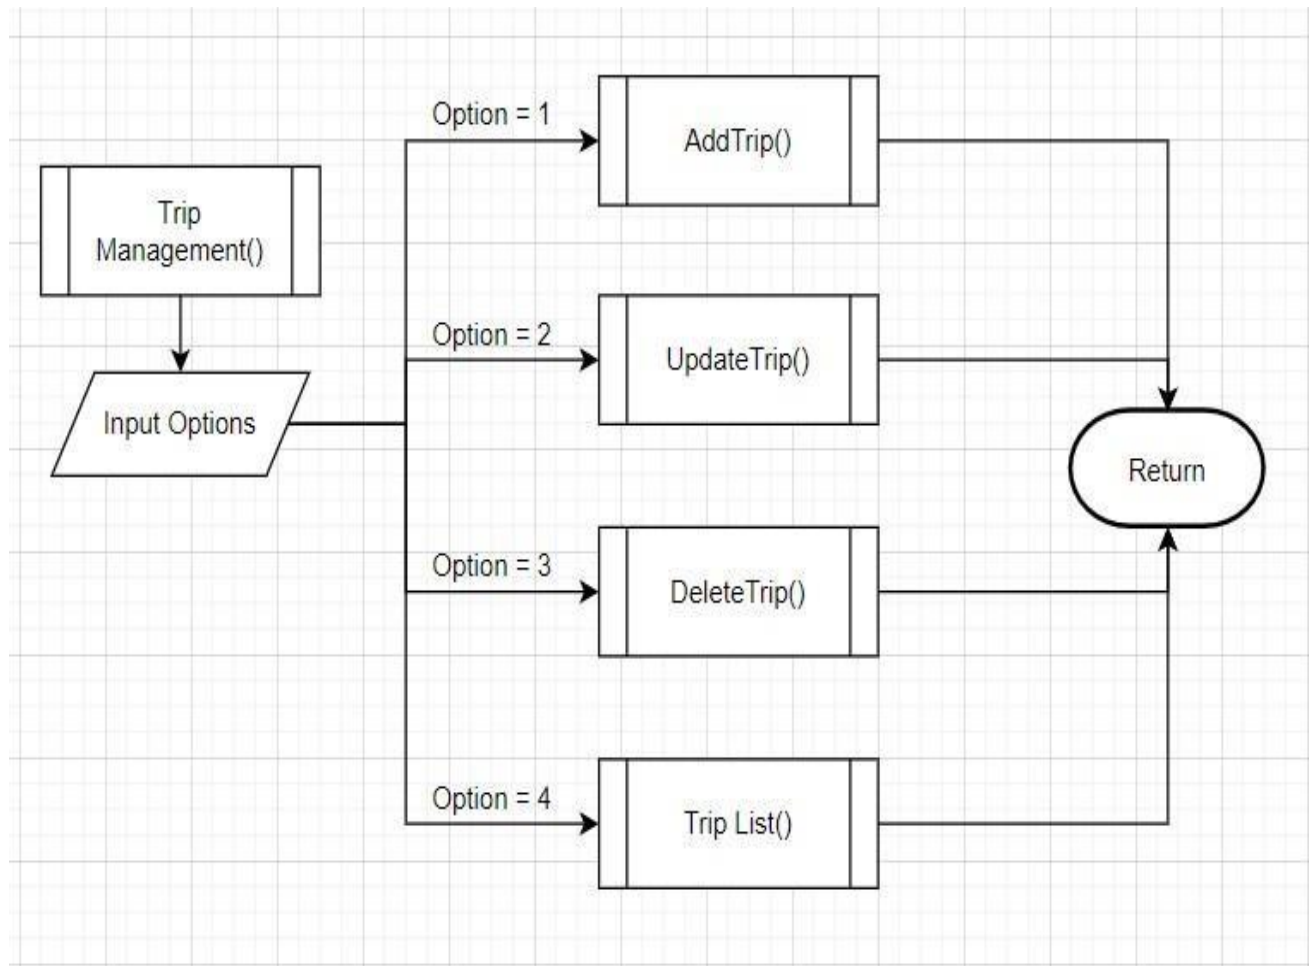 Trip
Management()
Input Options
Option = 1
AddTrip()
Option = 2
UpdateTrip()
Option = 3
DeleteTrip()
Option = 4
Trip List()
Return